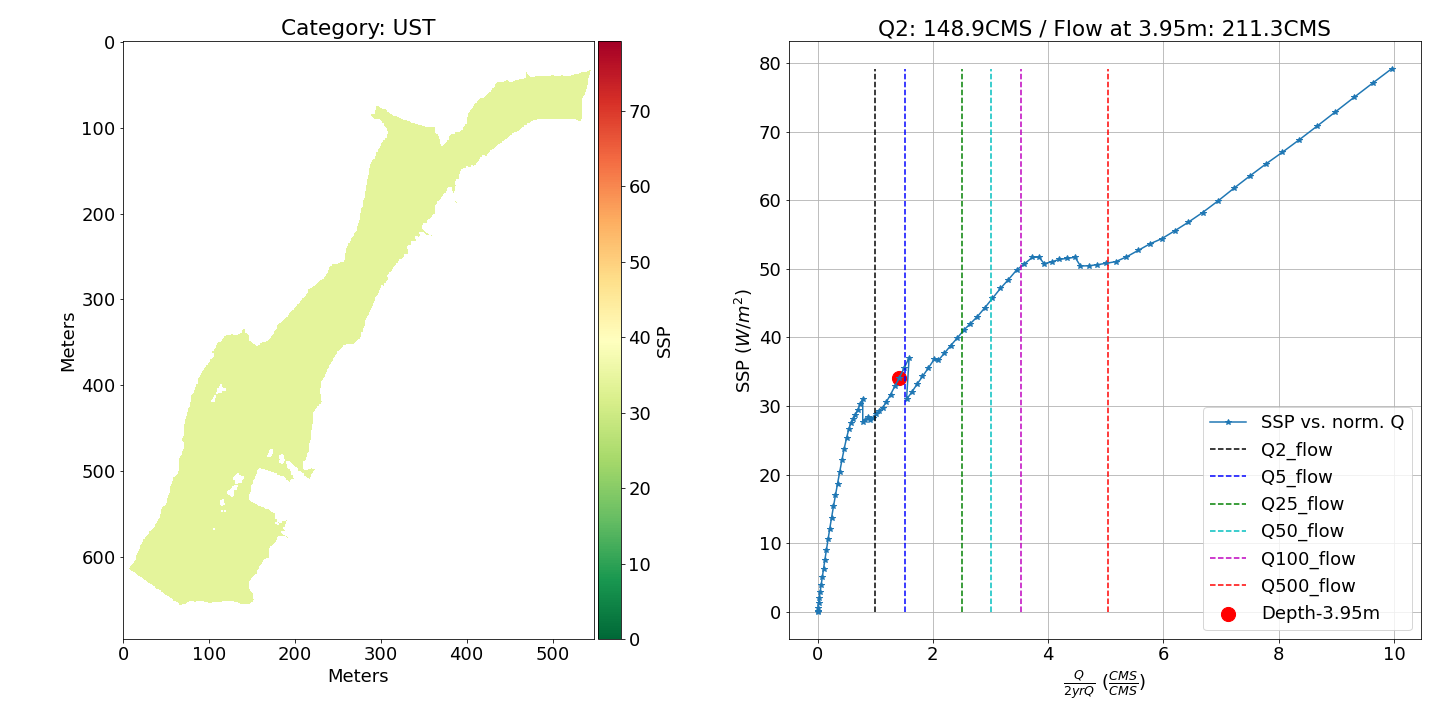 Category: UST
0
100
200
300
400
500
600
Meters
0
100
200
300
400
500
Meters
70
60
50
40
30
20
10
0
SSP
Q2: 148.9CMS / Flow at 3.95m: 211.3CMS
80
70
60
50
40
30
20
10
0
SSP (W/m²)
SSP vs. norm. Q
Q2_flow
Q5_flow
Q25_flow
Q50_flow
Q100_flow
Q500_flow
Depth-3.95m
0
2
4
6
8
10
Q/2yrQ (CMS/CMS)